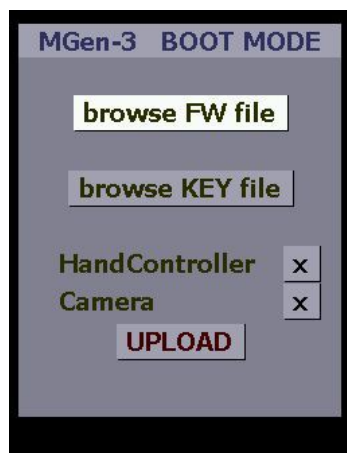 MGen-3 BOOT MODE
browse FW file
browse KEY file
HandController x
Camera x
UPLOAD